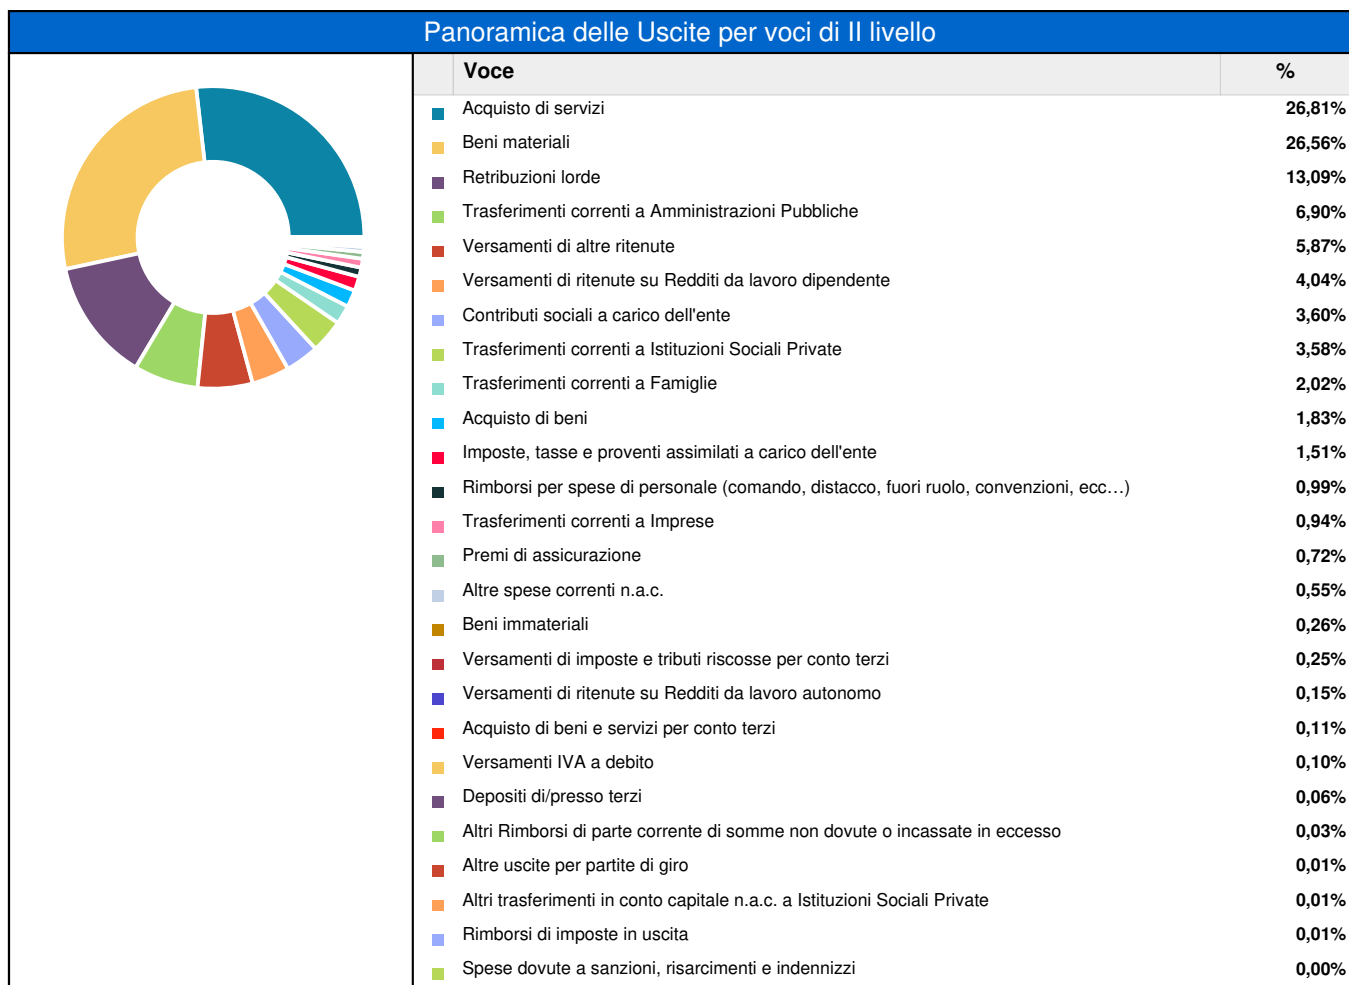 Panoramica delle Uscite per voci di II livello
Voce %
Acquisto di servizi 26,81%
Beni materiali 26,56%
Retribuzioni lorde 13,09%
Trasferimenti correnti a Amministrazioni Pubbliche 6,90%
Versamenti di altre ritenute 5,87%
Versamenti di ritenute su Redditi da lavoro dipendente 4,04%
Contributi sociali a carico dell'ente 3,60%
Trasferimenti correnti a Istituzioni Sociali Private 3,58%
Trasferimenti correnti a Famiglie 2,02%
Acquisto di beni 1,83%
Imposte, tasse e proventi assimilati a carico dell'ente 1,51%
Rimborsi per spese di personale (comando, distacco, fuori ruolo, convenzioni, ecc…) 0,99%
Trasferimenti correnti a Imprese 0,94%
Premi di assicurazione 0,72%
Altre spese correnti n.a.c. 0,55%
Beni immateriali 0,26%
Versamenti di imposte e tributi riscosse per conto terzi 0,25%
Versamenti di ritenute su Redditi da lavoro autonomo 0,15%
Acquisto di beni e servizi per conto terzi 0,11%
Versamenti IVA a debito 0,10%
Depositi di/presso terzi 0,06%
Altri Rimborsi di parte corrente di somme non dovute o incassate in eccesso 0,03%
Altre uscite per partite di giro 0,01%
Altri trasferimenti in conto capitale n.a.c. a Istituzioni Sociali Private 0,01%
Rimborsi di imposte in uscita 0,01%
Spese dovute a sanzioni, risarcimenti e indennizzi 0,00%